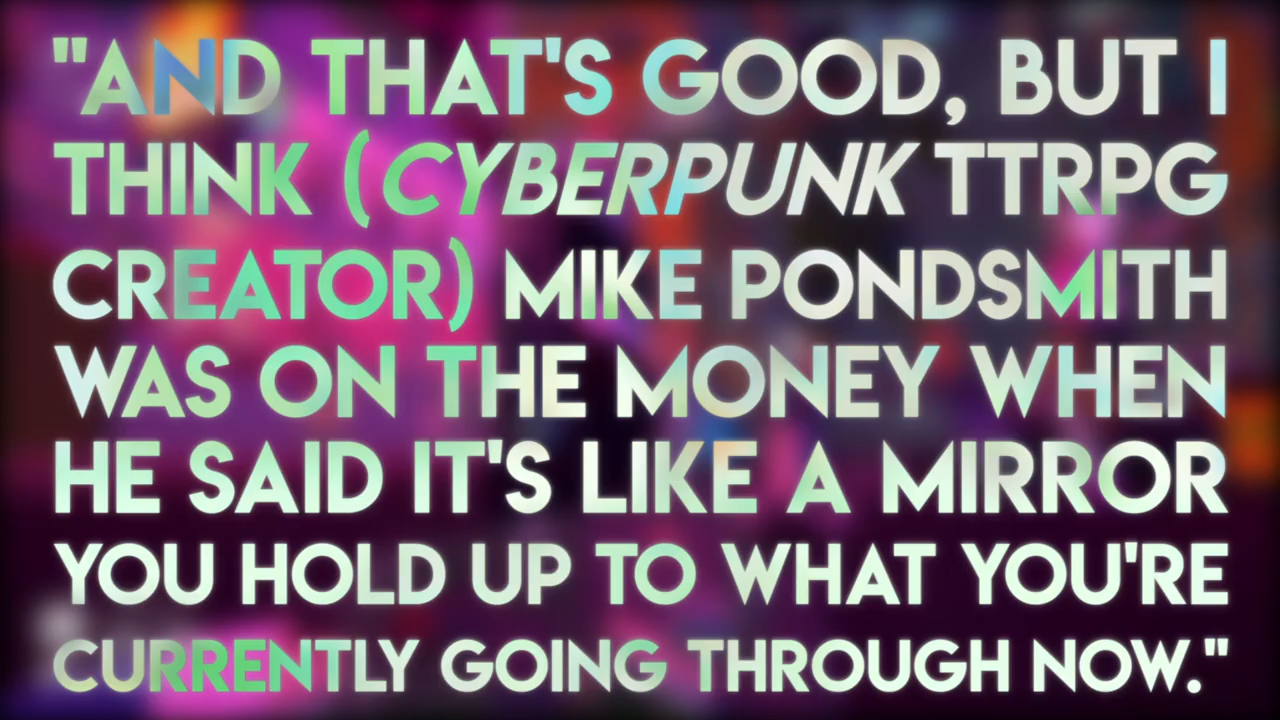 "AND THAT'S GOOD, BUT I
THINK (CYBERPUNK TTRPG
CREATOR) MIKE PONDSMITH
WAS ON THE MONEY WHEN
HE SAID IT'S LIKE A MIRROR
YOU HOLD UP TO WHAT YOU'RE
CURRENTLY GOING THROUGH NOW."